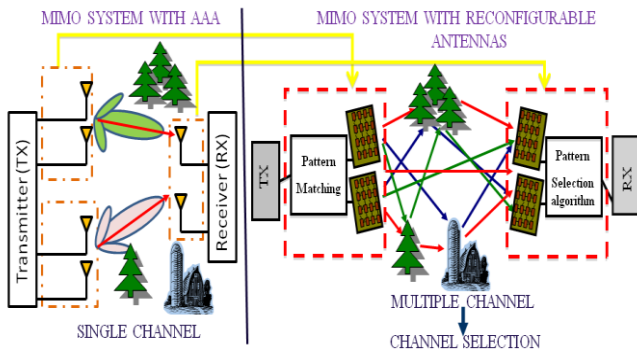 MIMO SYSTEM WITH AAA
Transmitter (TX)
Receiver (RX)
SINGLE CHANNEL
MIMO SYSTEM WITH RECONFIGURABLE
ANTENNAS
TX
Pattern
Matching
Pattern
Selection
algorithm
RX
MULTIPLE CHANNEL
CHANNEL SELECTION